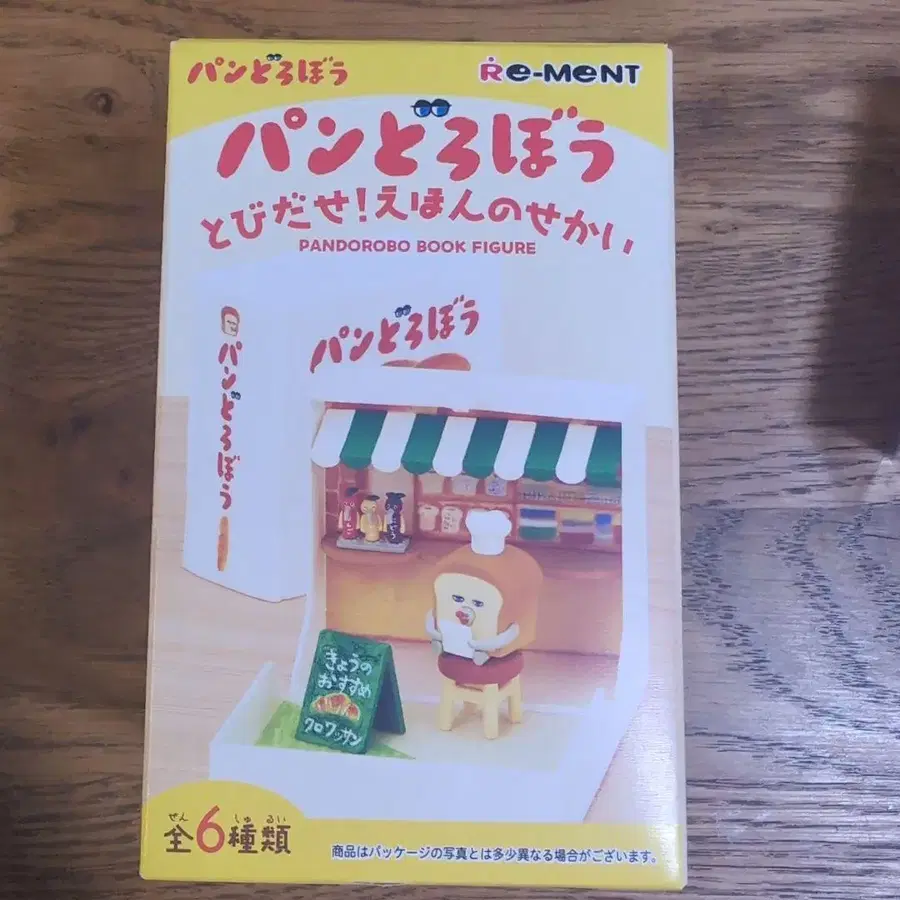 パンどろぼう
Re-MeNT
パンどろぼう
とびだせ!えほんのせかい
PANDOROBO BOOK FIGURE
パンどろぼう
パンどろぼう
きょうの
おすすめ
クロワッサン
ぜん しゅるい
全6種類
商品はパッケージの写真とは多少異なる場合がございます。